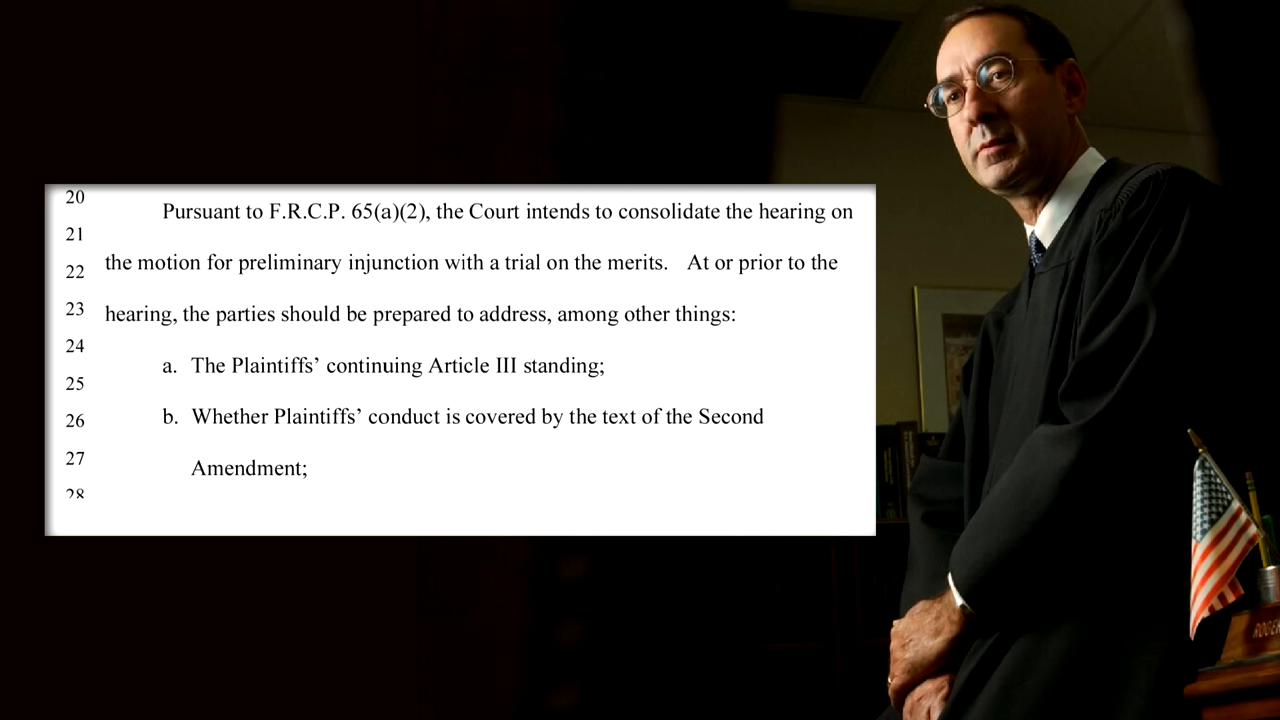 20
Pursuant to F.R.C.P. 65(a)(2), the Court intends to consolidate the hearing on
21
the motion for preliminary injunction with a trial on the merits. At or prior to the
22
23
hearing, the parties should be prepared to address, among other things:
24
a. The Plaintiffs’ continuing Article III standing;
25
26
b. Whether Plaintiffs’ conduct is covered by the text of the Second
27
Amendment;
28